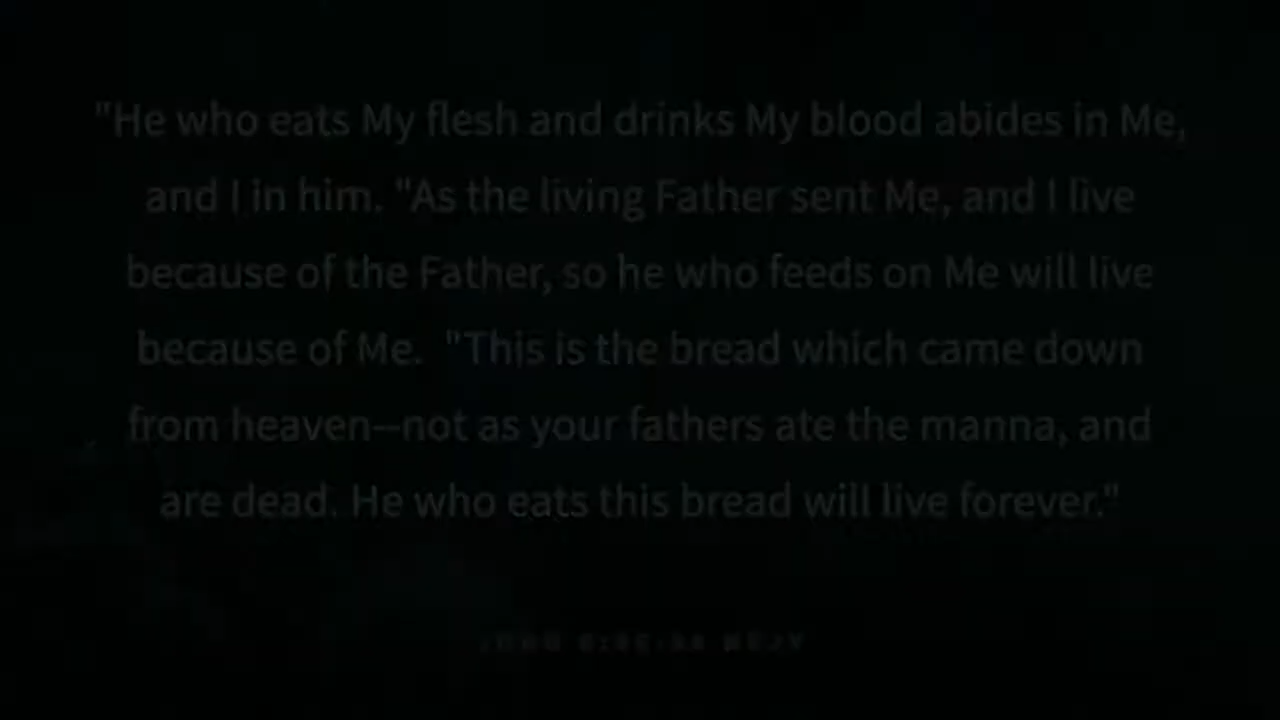 "He who eats My flesh and drinks My blood abides in Me,
and I in him. "As the living Father sent Me, and I live
because of the Father, so he who feeds on Me will live
because of Me.  "This is the bread which came down
from heaven—not as your fathers ate the manna, and
are dead. He who eats this bread will live forever."
JOHN NKJV